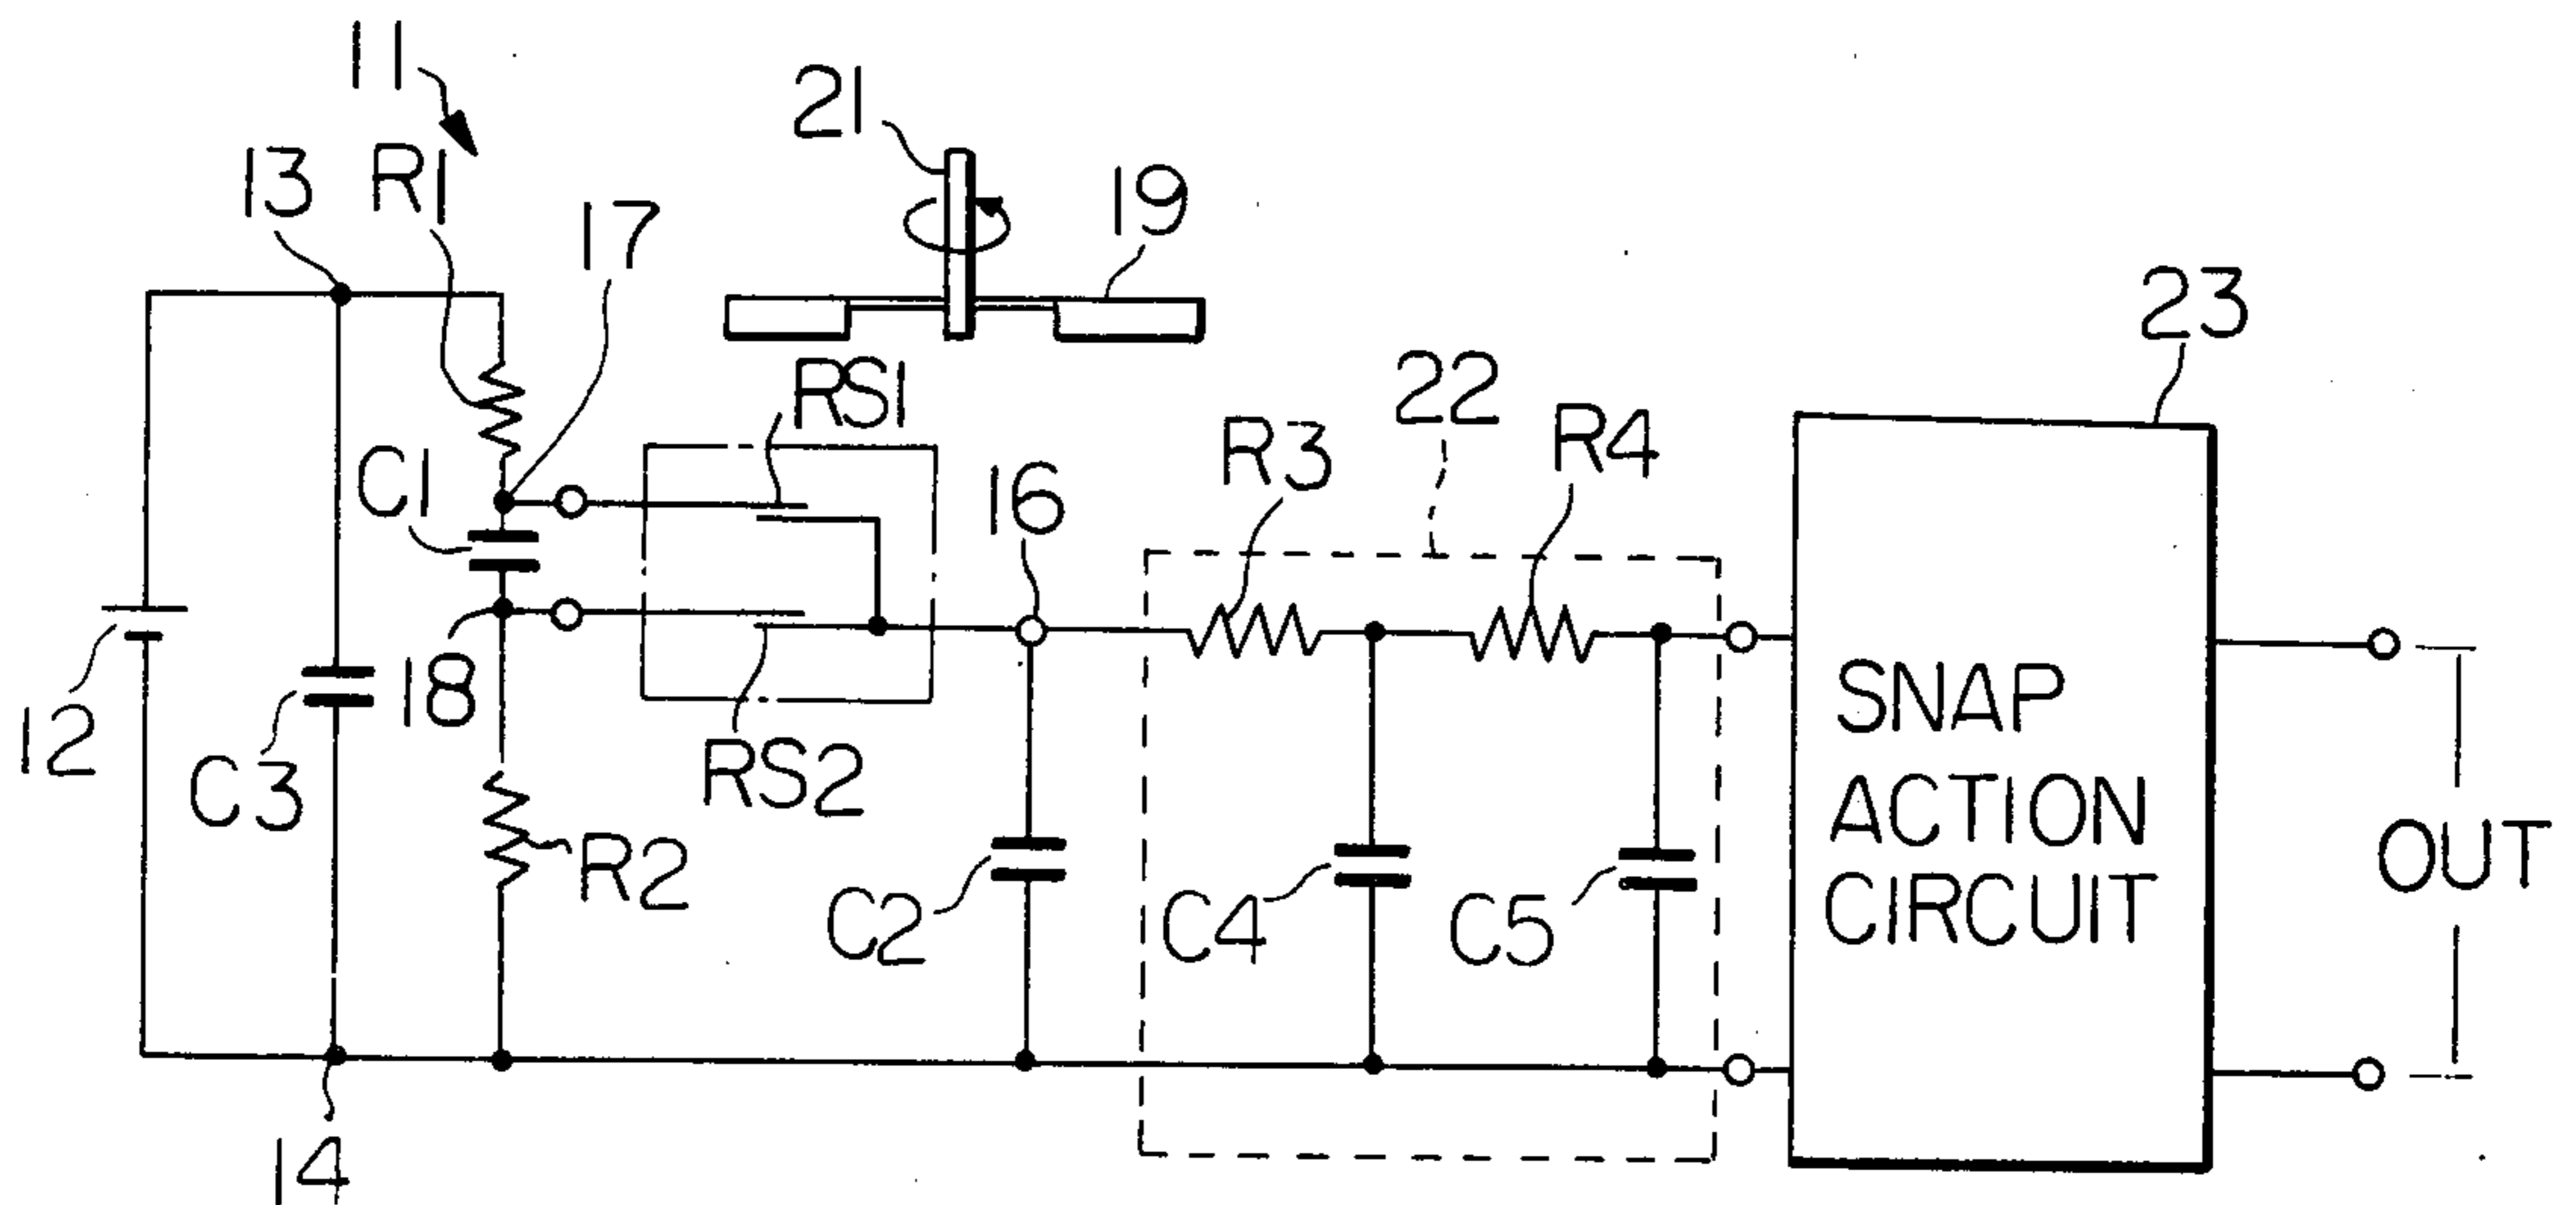 11
21
13
R1
17
19
23
RS1
22
R3
R4
C1
16
12
18
C3
RS2
R2
C2
C4
C5
SNAP
ACTION
CIRCUIT
OUT
14